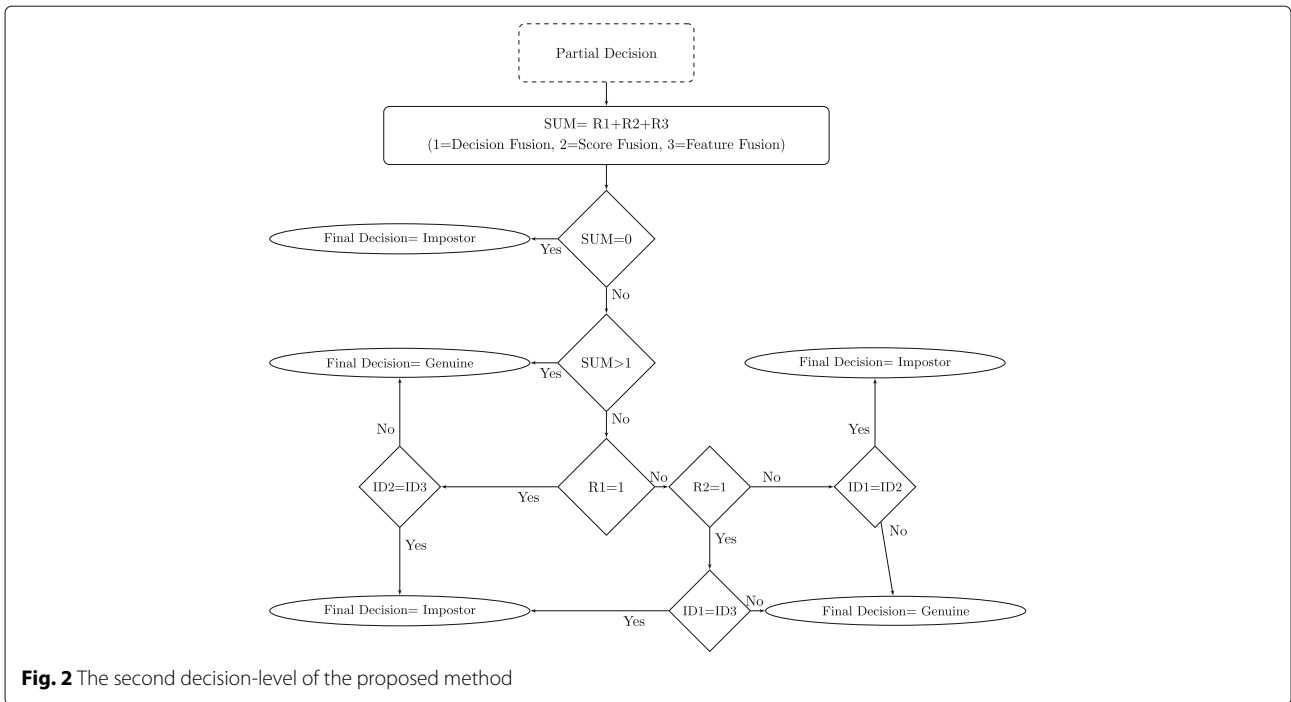 Partial Decision
SUM= R1+R2+R3
(1=Decision Fusion, 2=Score Fusion, 3=Feature Fusion)
Final Decision= Impostor
Yes
SUM=0
No
Final Decision= Genuine
Yes
SUM>1
Final Decision= Impostor
No
No
Yes
ID2=ID3
Yes
R1=1
No
R2=1
No
ID1=ID2
Yes
Yes
No
Final Decision= Impostor
Yes
ID1=ID3
No
Final Decision= Genuine
Fig. 2 The second decision-level of the proposed method